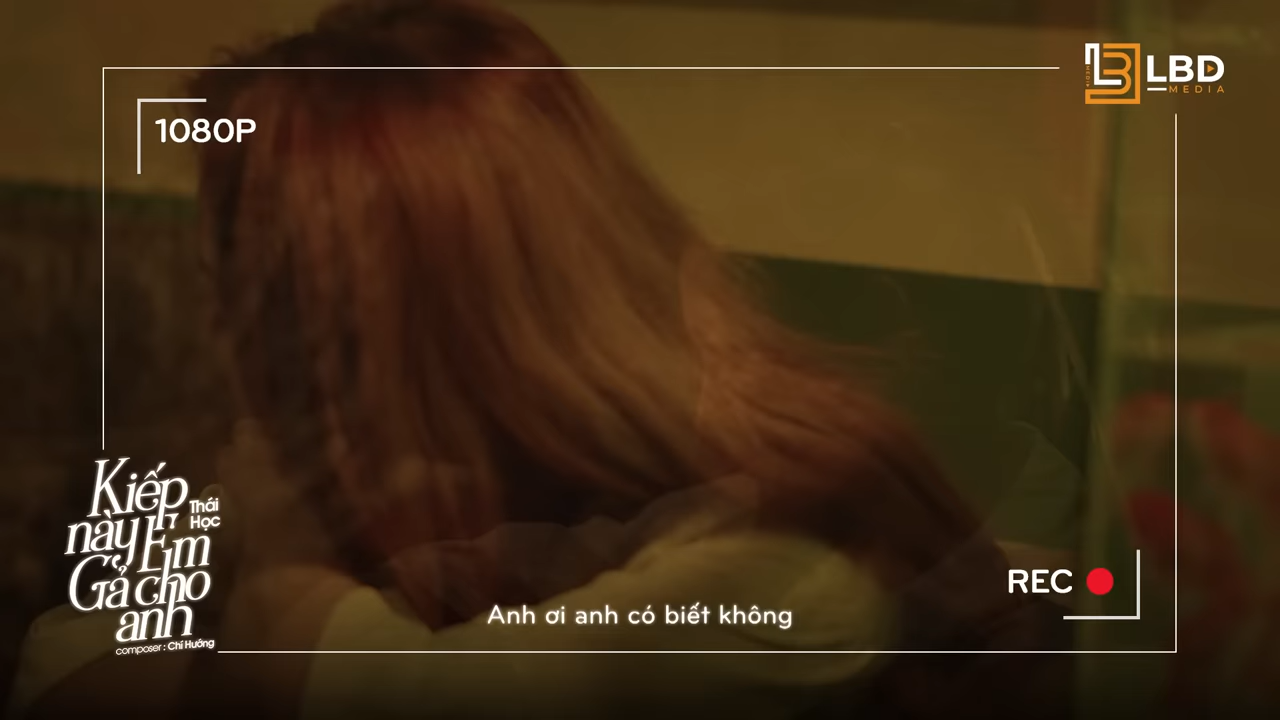 LBD
MEDIA
1080P
Kiếp
này Em
Thái
Học
Gả cho
anh
composer : Chí Hướng
REC
Anh ơi anh có biết không